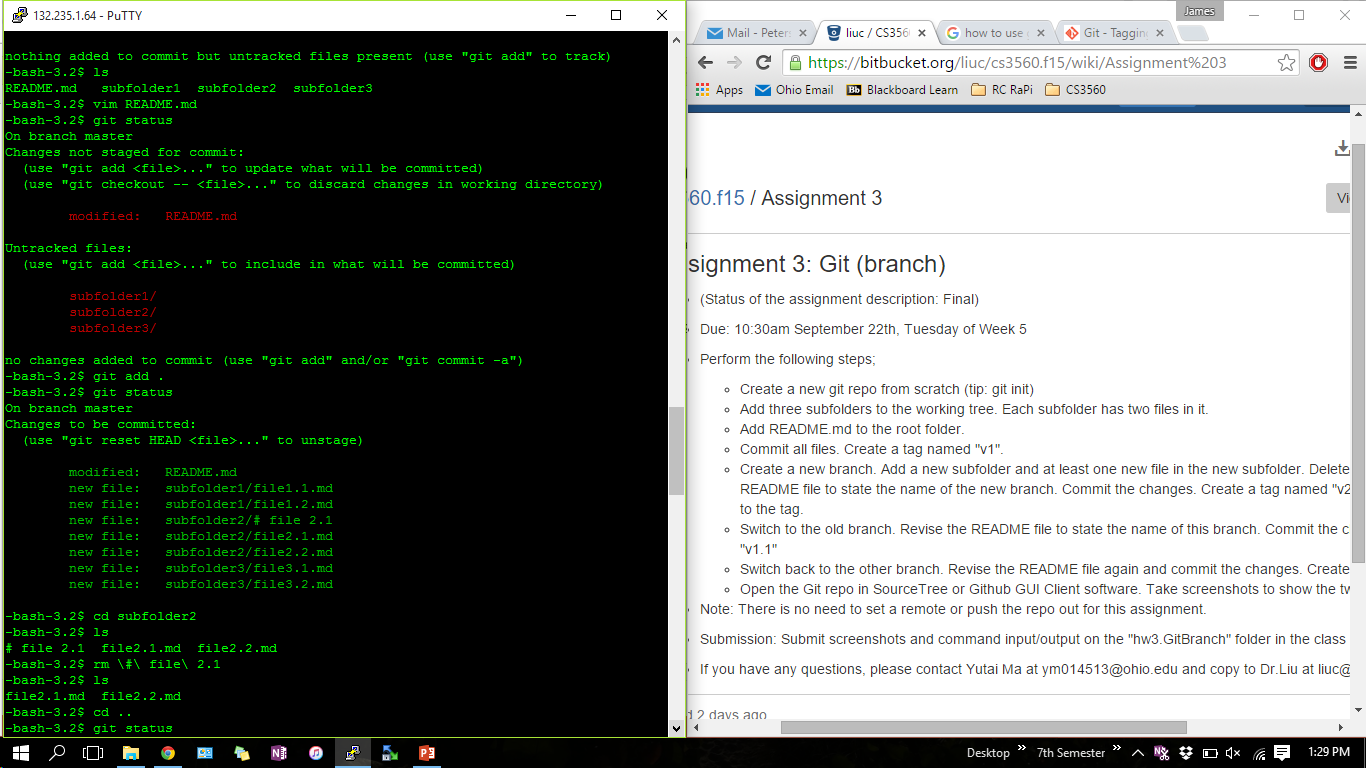 132.235.1.64 - PuTTY
nothing added to commit but untracked files present (use "git add" to track)
-bash-3.2$ ls
README.md   subfolder1  subfolder2  subfolder3
-bash-3.2$ vim README.md
-bash-3.2$ git status
On branch master
Changes not staged for commit:
  (use "git add <file>..." to update what will be committed)
  (use "git checkout -- <file>..." to discard changes in working directory)
        modified:   README.md
Untracked files:
  (use "git add <file>..." to include in what will be committed)
        subfolder1/
        subfolder2/
        subfolder3/
no changes added to commit (use "git add" and/or "git commit -a")
-bash-3.2$ git add .
-bash-3.2$ git status
On branch master
Changes to be committed:
  (use "git reset HEAD <file>..." to unstage)
        modified:   README.md
        new file:   subfolder1/file1.1.md
        new file:   subfolder1/file1.2.md
        new file:   subfolder2/# file 2.1
        new file:   subfolder2/file2.1.md
        new file:   subfolder2/file2.2.md
        new file:   subfolder3/file3.1.md
        new file:   subfolder3/file3.2.md
-bash-3.2$ cd subfolder2
-bash-3.2$ ls
# file 2.1  file2.1.md  file2.2.md
-bash-3.2$ rm \#\ file\ 2.1
-bash-3.2$ ls
file2.1.md  file2.2.md
-bash-3.2$ cd ..
-bash-3.2$ git status
James
Mail - Peters
liuc / CS356
how to use
Git - Tagging
https://bitbucket.org/liuc/cs3560.f15/wiki/Assignment%203
Apps Ohio Email Bb Blackboard Learn RC RaPi CS3560
60.f15 / Assignment 3
Vi
signment 3: Git (branch)
(Status of the assignment description: Final)
Due: 10:30am September 22th, Tuesday of Week 5
Perform the following steps;
Create a new git repo from scratch (tip: git init)
Add three subfolders to the working tree. Each subfolder has two files in it.
Add README.md to the root folder.
Commit all files. Create a tag named "v1".
Create a new branch. Add a new subfolder and at least one new file in the new subfolder. Delete
README file to state the name of the new branch. Commit the changes. Create a tag named "v2
to the tag.
Switch to the old branch. Revise the README file to state the name of this branch. Commit the c
"v1.1"
Switch back to the other branch. Revise the README file again and commit the changes. Create
Open the Git repo in SourceTree or Github GUI Client software. Take screenshots to show the tw
Note: There is no need to set a remote or push the repo out for this assignment.
Submission: Submit screenshots and command input/output on the "hw3.GitBranch" folder in the class
If you have any questions, please contact Yutai Ma at ym014513@ohio.edu and copy to Dr.Liu at liuc@
d 2 days ago
Desktop » 7th Semester » 1:29 PM